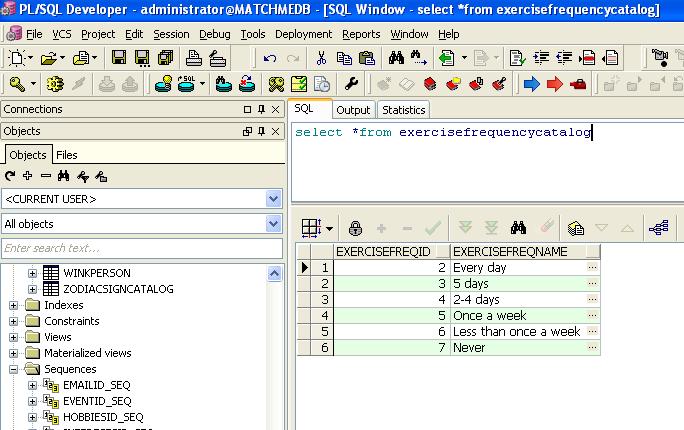 PL/SQL Developer - administrator@MATCHMEDB - [SQL Window - select *from exercisefrequencycatalog]
File VCS Project Edit Session Debug Tools Deployment Reports Window Help
SQL
Connections
SQL Output Statistics
Objects
select *from exercisefrequencycatalog
Objects Files
<CURRENT USER>
All objects
Enter search text...
EXERCISEFREQID EXERCISEFREQNAME
1 2 Every day ...
2 3 5 days ...
3 4 2-4 days ...
4 5 Once a week ...
5 6 Less than once a week ...
6 7 Never ...
WINKPERSON
ZODIACSIGNCATALOG
Indexes
Constraints
Views
Materialized views
Sequences
EMAILID_SEQ
EVENTID_SEQ
HOBBIESID_SEQ